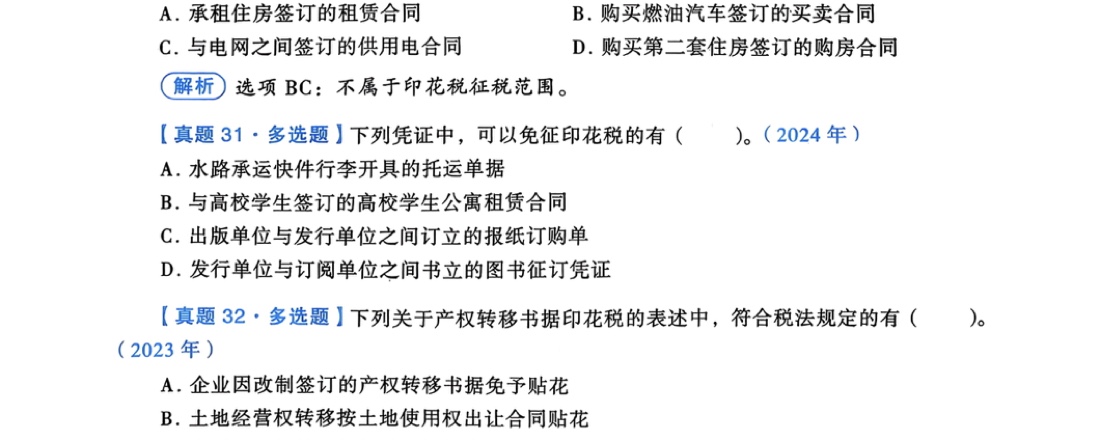 A. 承租住房签订的租赁合同 B. 购买燃油汽车签订的买卖合同
C. 与电网之间签订的供用电合同 D. 购买第二套住房签订的购房合同
解析 选项 BC：不属于印花税征税范围。
【真题 31·多选题】下列凭证中，可以免征印花税的有（ ）。（2024 年）
A. 水路承运快件行李开具的托运单据
B. 与高校学生签订的高校学生公寓租赁合同
C. 出版单位与发行单位之间订立的报纸订购单
D. 发行单位与订阅单位之间书立的图书征订凭证
【真题 32·多选题】下列关于产权转移书据印花税的表述中，符合税法规定的有（ ）。
（2023 年）
A. 企业因改制签订的产权转移书据免予贴花
B. 土地经营权转移按土地使用权出让合同贴花